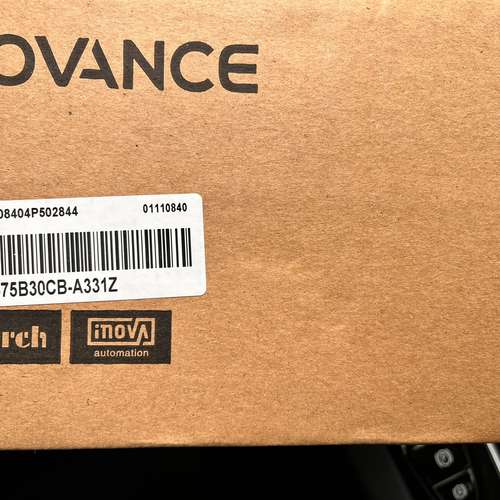 OVANCE
08404P502844 01110840
75B30CB-A331Z
rch
inovA
automation